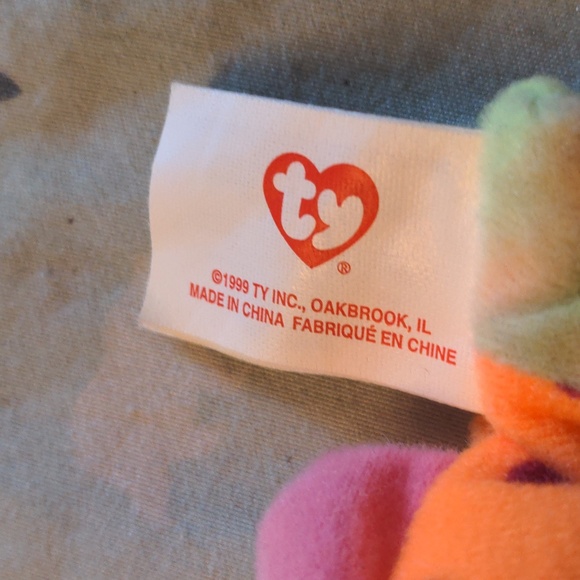 ty
®
©1999 TY INC., OAKBROOK, IL
MADE IN CHINA FABRIQUÉ EN CHINE